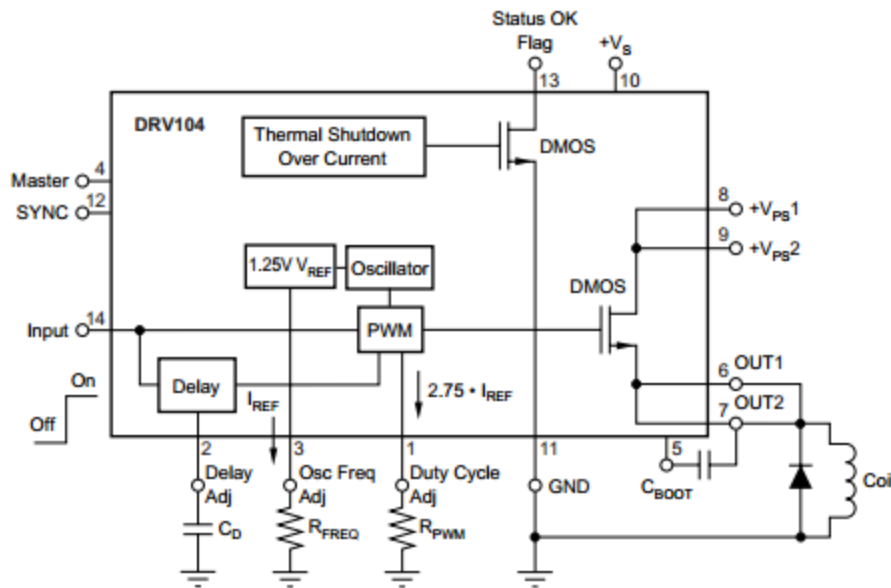 Status OK
Flag
+VS
13
10
DRV104
Thermal Shutdown
Over Current
DMOS
Master
4
SYNC
12
8
+VPS1
9
+VPS2
1.25V VREF
Oscillator
DMOS
Input
14
PWM
On
Off
Delay
IREF
2.75 • IREF
6
OUT1
7
OUT2
2
3
1
11
5
Delay
Adj
Osc Freq
Adj
Duty Cycle
Adj
GND
CBOOT
Coi
CD
RFREQ
RPWM